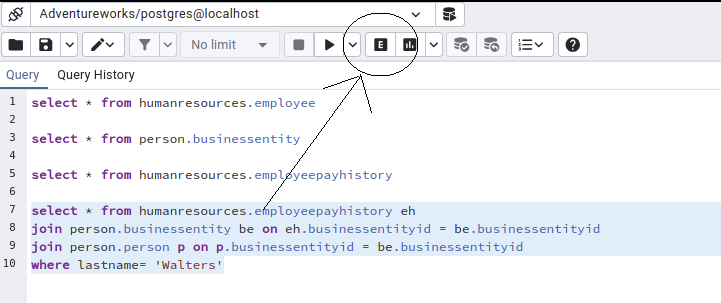 Adventureworks/postgres@localhost
No limit
E
Query Query History
1 select * from humanresources.employee
2
3 select * from person.businessentity
4
5 select * from humanresources.employeepayhistory
6
7 select * from humanresources.employeepayhistory eh
8 join person.businessentity be on eh.businessentityid = be.businessentityid
9 join person.person p on p.businessentityid = be.businessentityid
10 where lastname= 'Walters'